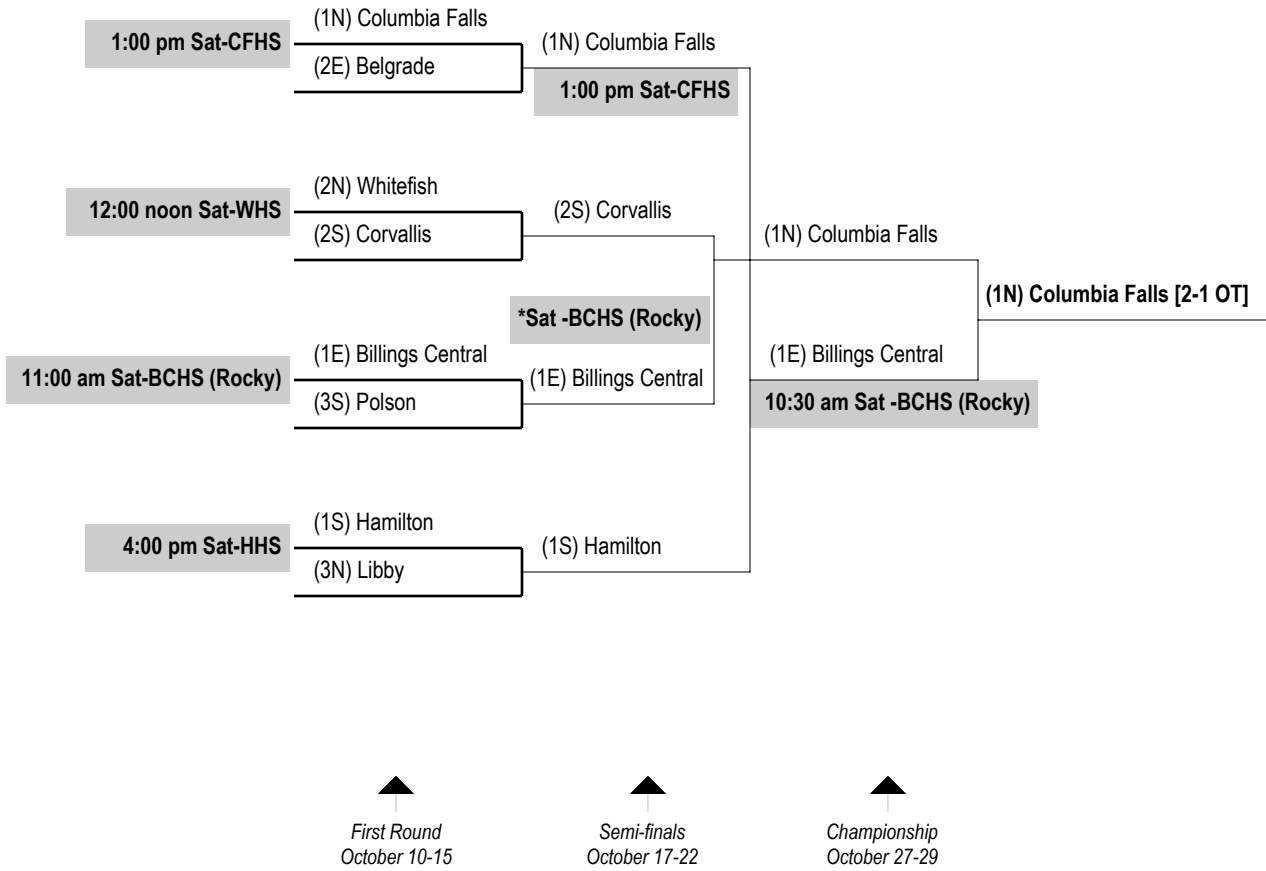 (1N) Columbia Falls
1:00 pm Sat-CFHS
(2E) Belgrade
(1N) Columbia Falls
1:00 pm Sat-CFHS
(2N) Whitefish
12:00 noon Sat-WHS
(2S) Corvallis
(2S) Corvallis
(1N) Columbia Falls
(1N) Columbia Falls [2-1 OT]
*Sat -BCHS (Rocky)
(1E) Billings Central
11:00 am Sat-BCHS (Rocky)
(3S) Polson
(1E) Billings Central
(1E) Billings Central
10:30 am Sat -BCHS (Rocky)
(1S) Hamilton
4:00 pm Sat-HHS
(3N) Libby
(1S) Hamilton
First Round
October 10-15
Semi-finals
October 17-22
Championship
October 27-29